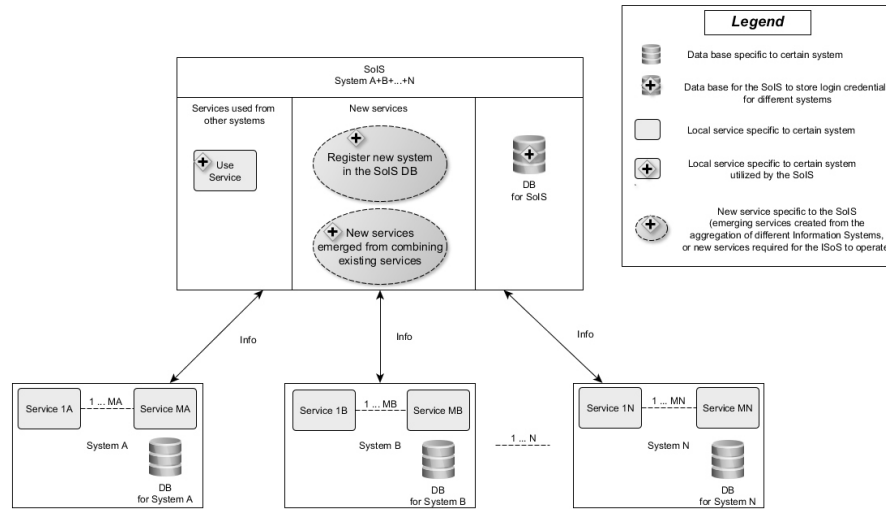 Legend
Data base specific to certain system
Data base for the SoIS to store login credential
for different systems
Local service specific to certain system
Local service specific to certain system
utilized by the SoIS
New service specific to the SoIS
(emerging services created from the
aggregation of different Information Systems,
or new services required for the ISoS to operate
SoIS
System A+B+...+N
Services used from
other systems
Use
Service
New services
Register new system
in the SoIS DB
New services
emerged from combining
existing services
DB
for SoIS
Info
Info
Info
Service 1A
1 ... MA
Service MA
System A
DB
for System A
Service 1B
1 ... MB
Service MB
System B
DB
for System B
1 ... N
Service 1N
1 ... MN
Service MN
System N
DB
for System N